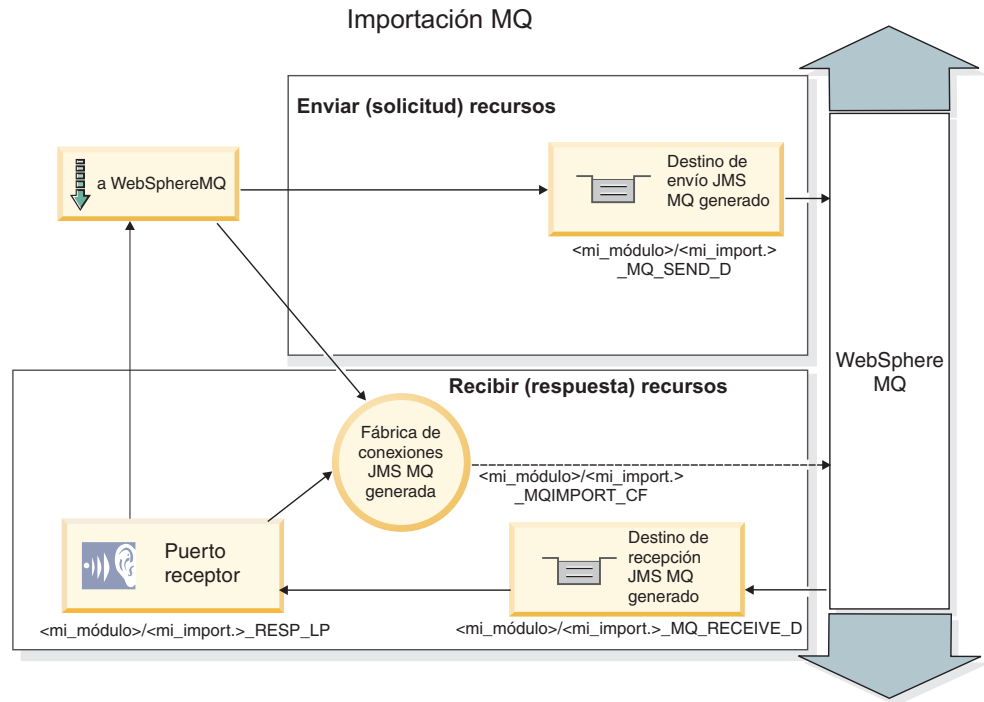 Importación MQ
Enviar (solicitud) recursos
a WebSphereMQ
Destino de
envío JMS
MQ generado
<mi_módulo>/<mi_import.>
_MQ_SEND_D
WebSphere
MQ
Recibir (respuesta) recursos
Fábrica de
conexiones
JMS MQ
generada
<mi_módulo>/<mi_import.>
_MQIMPORT_CF
Puerto
receptor
<mi_módulo>/<mi_import.>_RESP_LP
Destino de
recepción
JMS MQ
generado
<mi_módulo>/<mi_import.>_MQ_RECEIVE_D